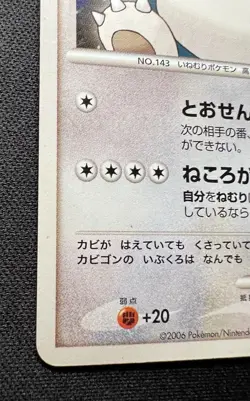 NO.143 いねむりポケモン 高
とおせん
次の相手の番、
ができない。
ねころが
自分をねむり
しているなら
カビが はえていても くさってい
カビゴンの いぶくろは なんでも
弱点
+20
©2006 Pokémon/Ninten